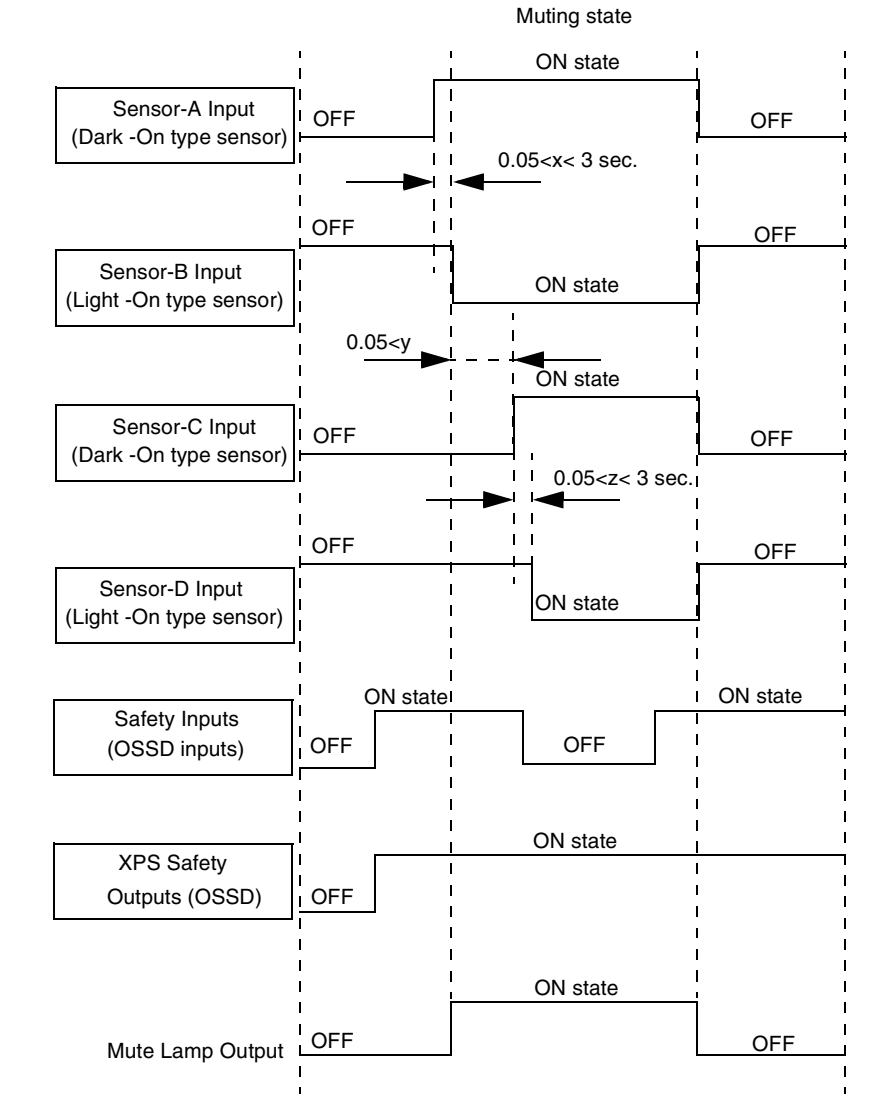 Muting state
ON state
Sensor-A Input
(Dark -On type sensor)
OFF
OFF
0.05<x< 3 sec.
OFF
OFF
Sensor-B Input
(Light -On type sensor)
ON state
0.05<y
ON state
Sensor-C Input
(Dark -On type sensor)
OFF
OFF
0.05<z< 3 sec.
OFF
OFF
Sensor-D Input
(Light -On type sensor)
ON state
ON state
ON state
Safety Inputs
(OSSD inputs)
OFF
OFF
ON state
XPS Safety
Outputs (OSSD)
OFF
ON state
Mute Lamp Output
OFF
OFF